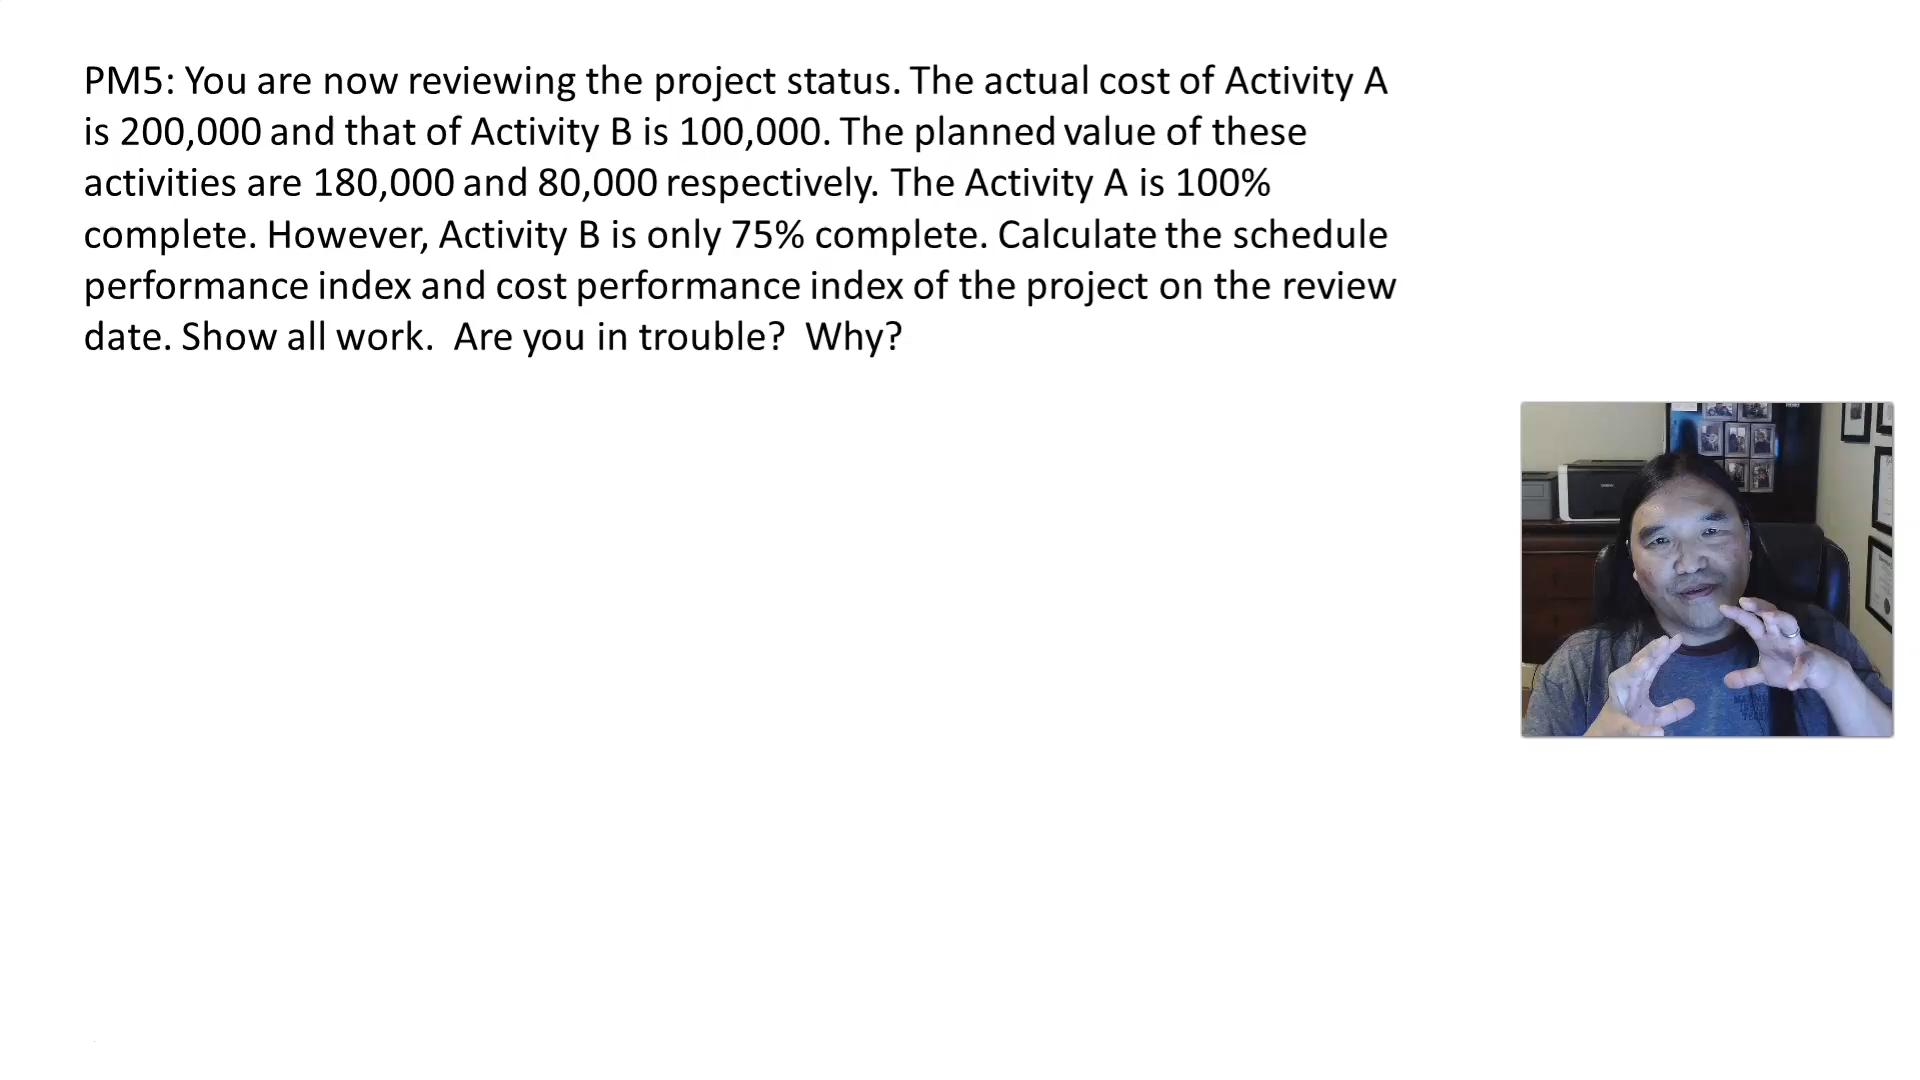 PM5: You are now reviewing the project status. The actual cost of Activity A
is 200,000 and that of Activity B is 100,000. The planned value of these
activities are 180,000 and 80,000 respectively. The Activity A is 100%
complete. However, Activity B is only 75% complete. Calculate the schedule
performance index and cost performance index of the project on the review
date. Show all work.  Are you in trouble?  Why?